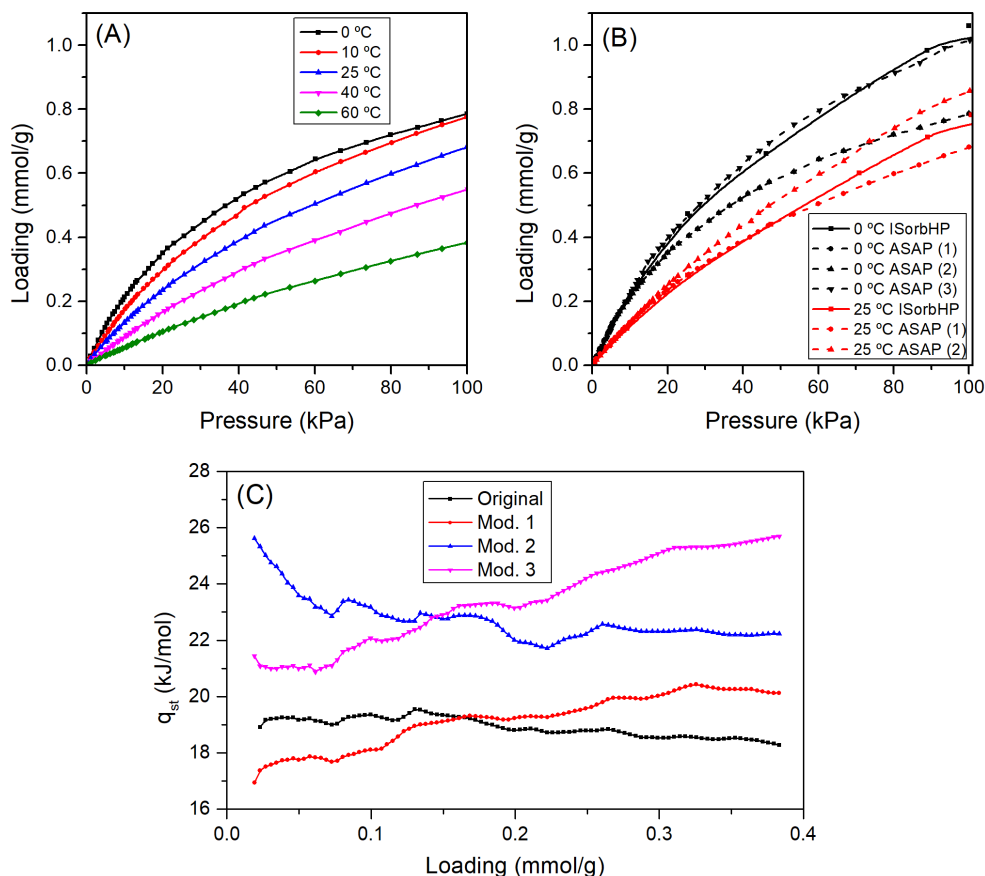 (A)
0 ºC
10 ºC
25 ºC
40 ºC
60 ºC
Loading (mmol/g)
1.0
0.8
0.6
0.4
0.2
0.0
0 20 40 60 80 100
Pressure (kPa)
(B)
0 ºC ISorbHP
0 ºC ASAP (1)
0 ºC ASAP (2)
0 ºC ASAP (3)
25 ºC ISorbHP
25 ºC ASAP (1)
25 ºC ASAP (2)
Loading (mmol/g)
1.0
0.8
0.6
0.4
0.2
0.0
0 20 40 60 80 100
Pressure (kPa)
(C)
Original
Mod. 1
Mod. 2
Mod. 3
qst (kJ/mol)
28
26
24
22
20
18
16
0.0 0.1 0.2 0.3 0.4
Loading (mmol/g)